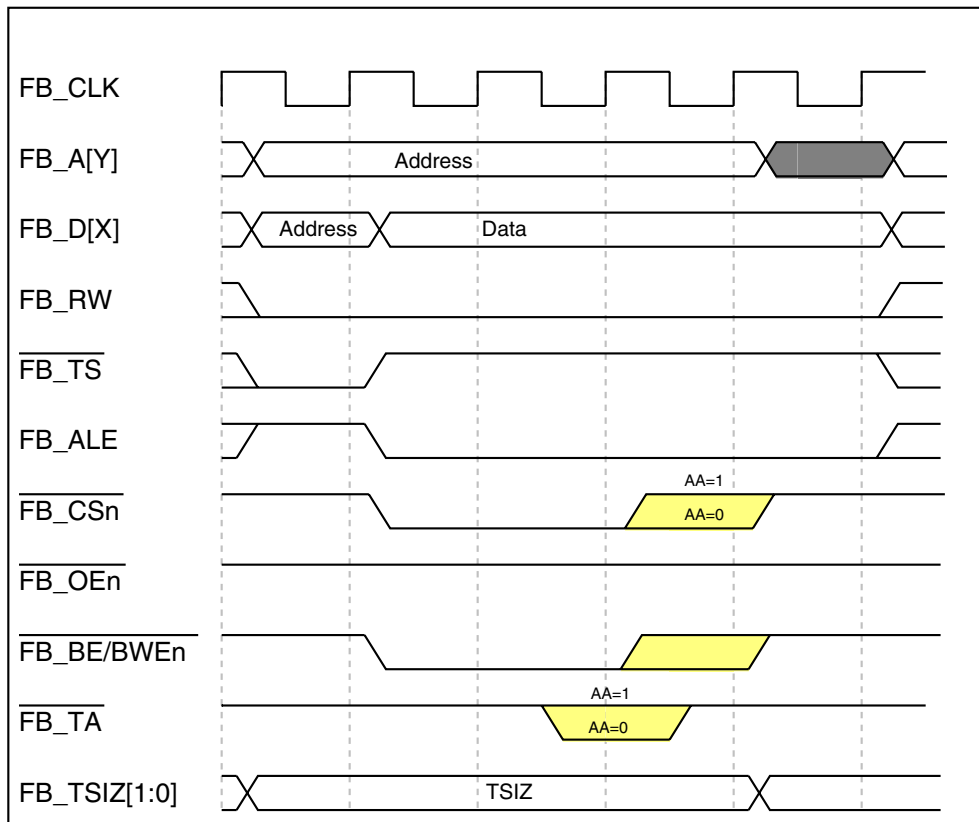 FB_CLK
FB_A[Y]
Address
FB_D[X]
Address
Data
FB_RW
FB_TS
FB_ALE
AA=1
FB_CSn
AA=0
FB_OEn
FB_BE/BWEn
AA=1
FB_TA
AA=0
FB_TSIZ[1:0]
TSIZ